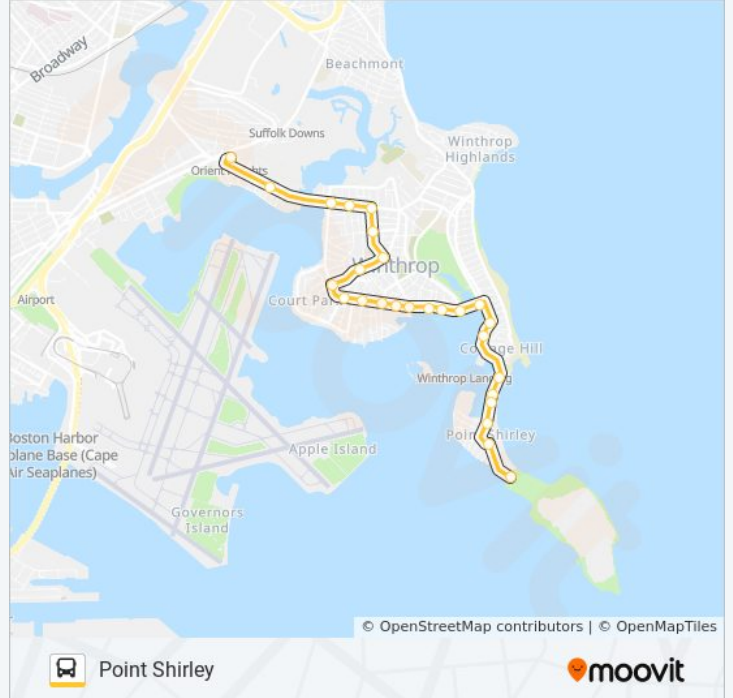 Broadway
Beachmont
Suffolk Downs
Winthrop
Highlands
Orient Heights
Winthrop
Airport
Court Park
Cottage Hill
Winthrop Landing
Point Shirley
Boston Harbor
plane Base (Cape
Air Seaplanes)
Apple Island
Governors
Island
© OpenStreetMap contributors | © OpenMapTiles
Point Shirley
moovit